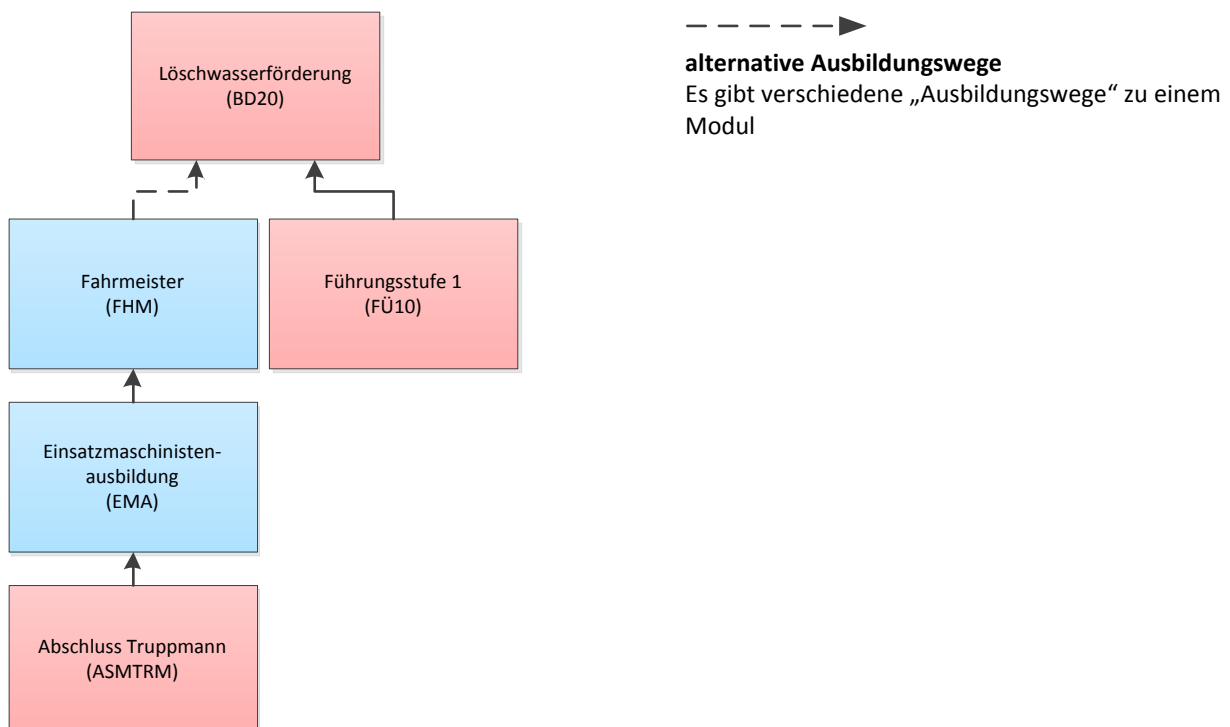 Löschwasserförderung
(BD20)
alternative Ausbildungswege
Es gibt verschiedene „Ausbildungswege“ zu einem
Modul
Fahrmeister
(FHM)
Führungsstufe 1
(FÜ10)
Einsatzmaschinisten-
ausbildung
(EMA)
Abschluss Truppmann
(ASMTRM)